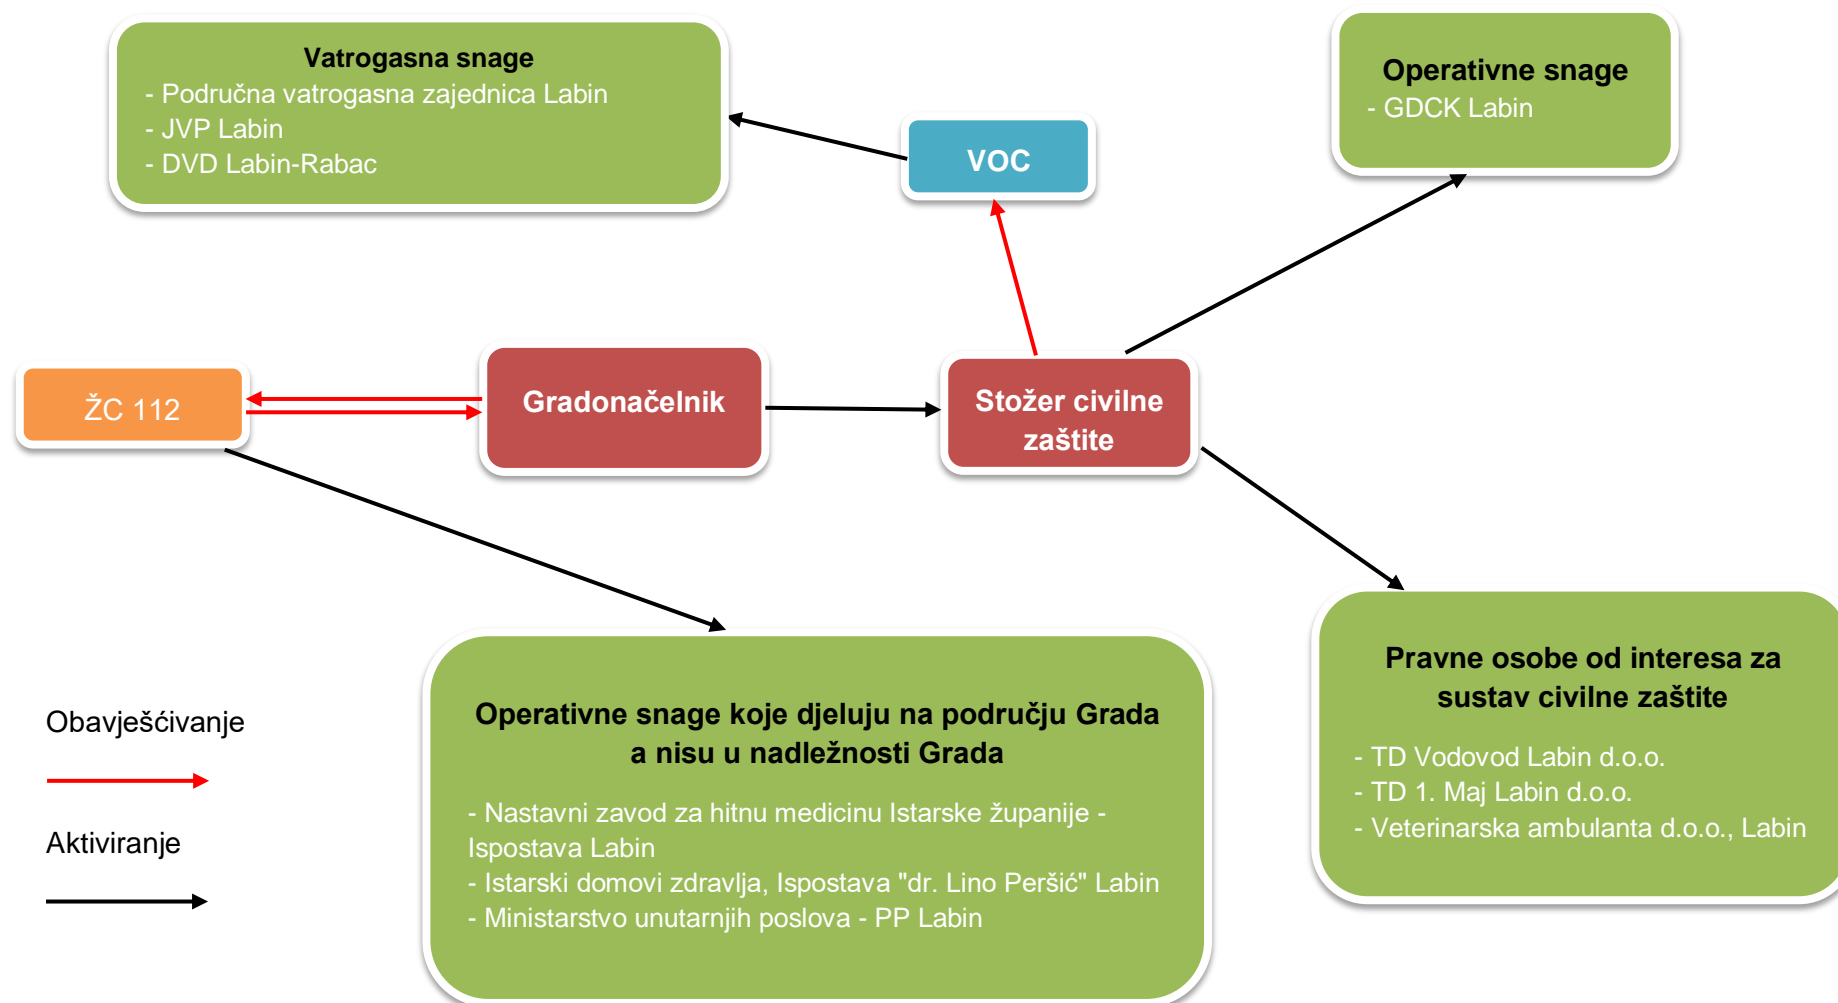 Vatrogasna snage
- Područna vatrogasna zajednica Labin
- JVP Labin
- DVD Labin-Rabac
Operativne snage
- GDCK Labin
VOC
ŽC 112
Gradonačelnik
Stožer civilne
zaštite
Obavješćivanje
Aktiviranje
Operativne snage koje djeluju na području Grada
a nisu u nadležnosti Grada
- Nastavni zavod za hitnu medicinu Istarske županije -
Ispostava Labin
- Istarski domovi zdravlja, Ispostava "dr. Lino Peršić" Labin
- Ministarstvo unutarnjih poslova - PP Labin
Pravne osobe od interesa za
sustav civilne zaštite
- TD Vodovod Labin d.o.o.
- TD 1. Maj Labin d.o.o.
- Veterinarska ambulanta d.o.o., Labin